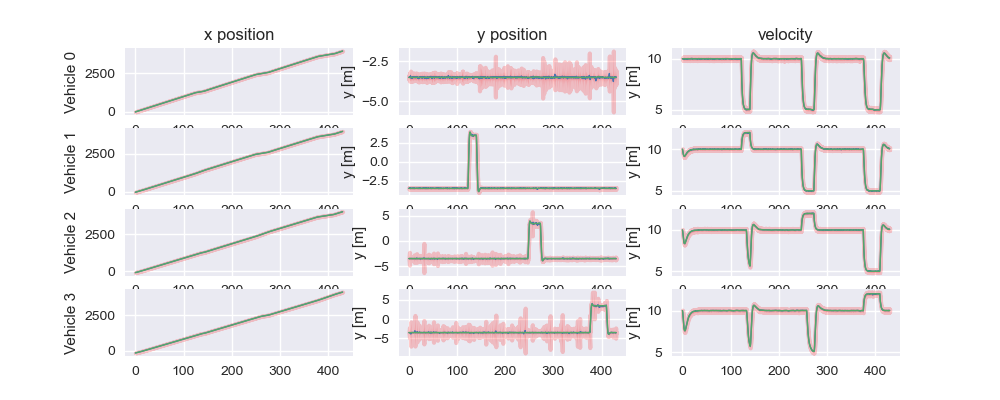 x position y position velocity
Vehicle 0 2500 0 y [m] −2.5 −5.0 y [m] 10 5
0 100 200 300 400 0 100 200 300 400 0 100 200 300 400
Vehicle 1 2500 0 y [m] 2.5 0.0 −2.5 y [m] 10 5
0 100 200 300 400 0 100 200 300 400 0 100 200 300 400
Vehicle 2 2500 0 y [m] 5 0 −5 y [m] 10 5
0 100 200 300 400 0 100 200 300 400 0 100 200 300 400
Vehicle 3 2500 0 y [m] 5 0 −5 y [m] 10 5
0 100 200 300 400 0 100 200 300 400 0 100 200 300 400